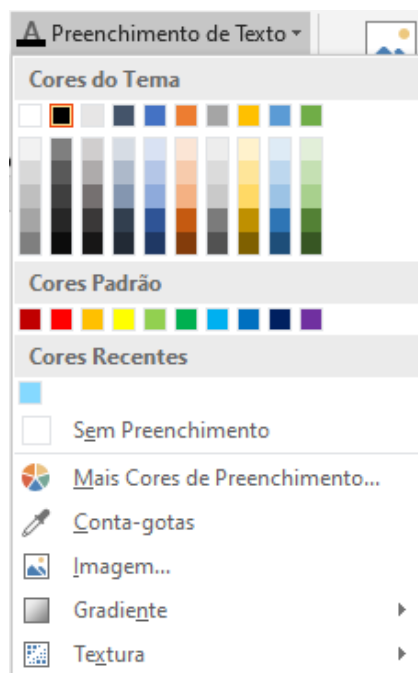 A Preenchimento de Texto
Cores do Tema
Cores Padrão
Cores Recentes
Sem Preenchimento
Mais Cores de Preenchimento...
Conta-gotas
Imagem...
Gradiente
Textura